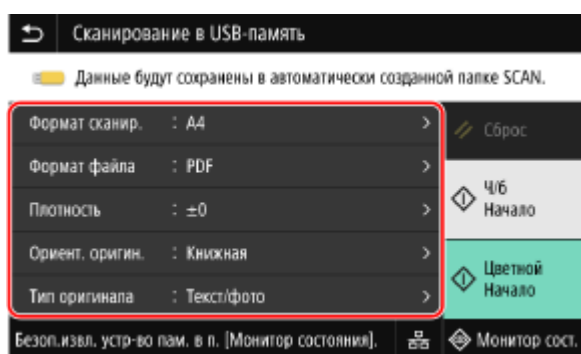 Сканирование в USB-память
Данные будут сохранены в автоматически созданной папке SCAN.
Формат сканир. : A4
Формат файла : PDF
Плотность : ±0
Ориент. оригин. : Книжная
Тип оригинала : Текст/фото
Сброс
Ч/б
Начало
Цветной
Начало
Безоп.извл. устр-во пам. в п. [Монитор состояния].
Монитор сост.